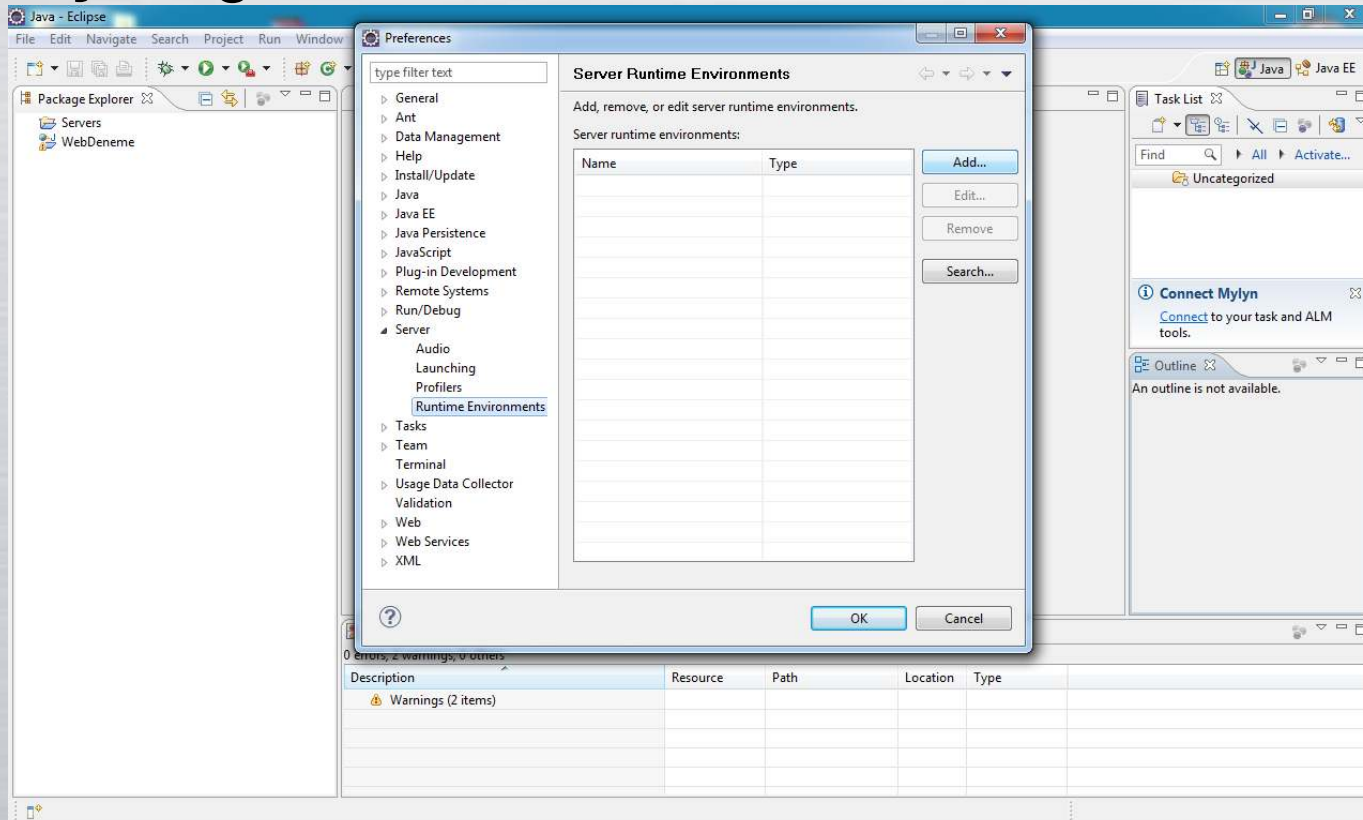 Java - Eclipse
File Edit Navigate Search Project Run Window
Java
Java EE
Package Explorer
Servers
WebDeneme
Preferences
type filter text
General
Ant
Data Management
Help
Install/Update
Java
Java EE
Java Persistence
JavaScript
Plug-in Development
Remote Systems
Run/Debug
Server
Audio
Launching
Profilers
Runtime Environments
Tasks
Team
Terminal
Usage Data Collector
Validation
Web
Web Services
XML
Server Runtime Environments
Add, remove, or edit server runtime environments.
Server runtime environments:
Name Type
Add...
Edit...
Remove
Search...
OK Cancel
Task List
Find All Activate...
Uncategorized
Connect Mylyn
Connect to your task and ALM
tools.
Outline
An outline is not available.
0 errors, 2 warnings, 0 others
Description Resource Path Location Type
Warnings (2 items)